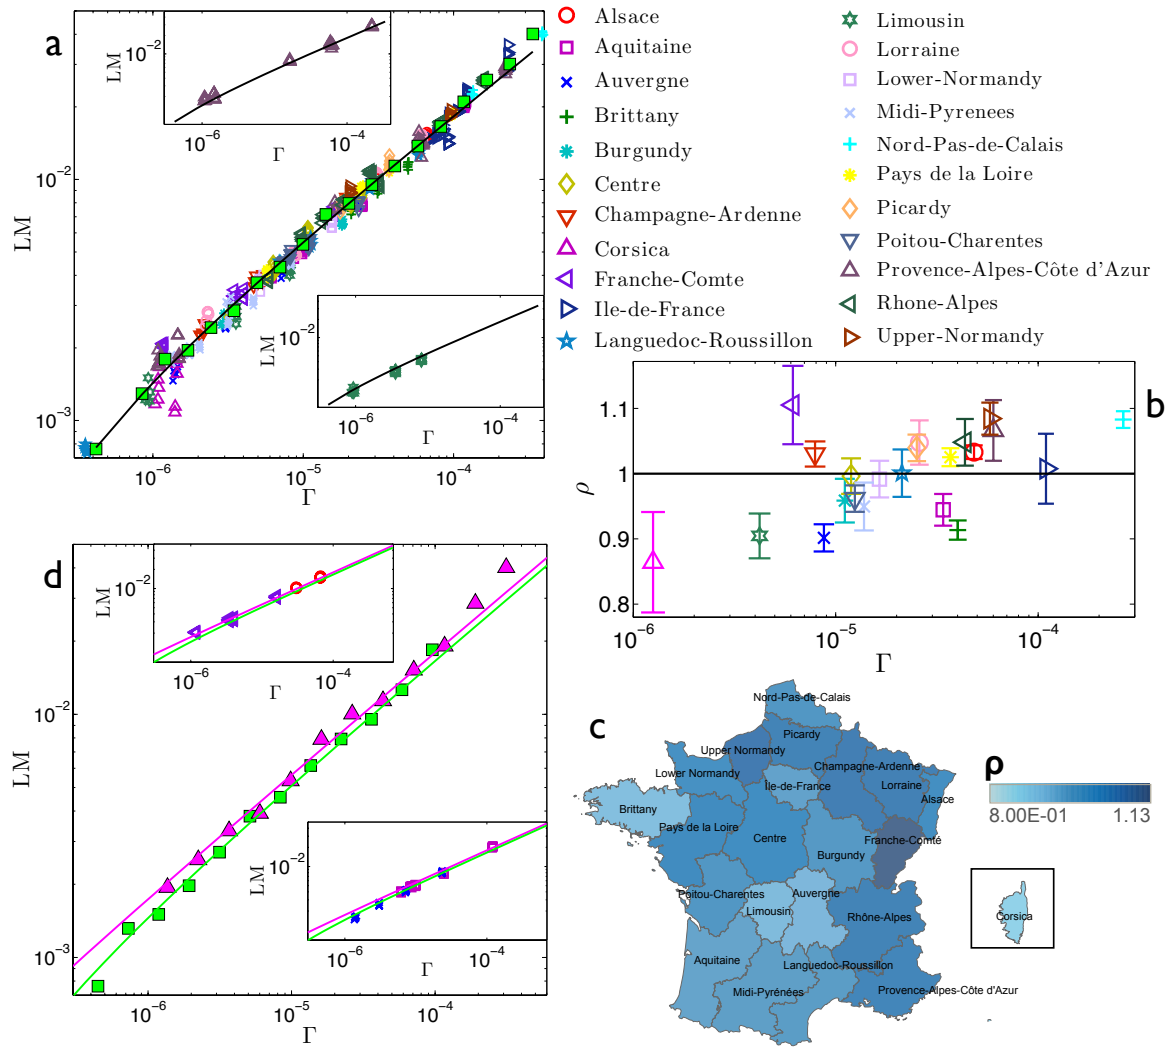 a
LM
10⁻²
10⁻³
10⁻⁶
10⁻⁵
10⁻⁴
Γ
LM
10⁻²
10⁻⁶
10⁻⁴
Γ
LM
10⁻²
10⁻⁶
10⁻⁴
Γ
Alsace
Aquitaine
Auvergne
Brittany
Burgundy
Centre
Champagne-Ardenne
Corsica
Franche-Comte
Ile-de-France
Languedoc-Roussillon
Limousin
Lorraine
Lower-Normandy
Midi-Pyrenees
Nord-Pas-de-Calais
Pays de la Loire
Picardy
Poitou-Charentes
Provence-Alpes-Côte d'Azur
Rhone-Alpes
Upper-Normandy
b
ρ
1.1
1
0.9
0.8
10⁻⁶
10⁻⁵
10⁻⁴
Γ
d
LM
10⁻²
10⁻³
10⁻⁶
10⁻⁵
10⁻⁴
Γ
LM
10⁻²
10⁻⁶
10⁻⁴
Γ
LM
10⁻²
10⁻⁶
10⁻⁴
Γ
c
Nord-Pas-de-Calais
Picardy
Upper Normandy
Champagne-Ardenne
Lower Normandy
Île-de-France
Lorraine
Alsace
Brittany
Pays de la Loire
Centre
Franche-Comté
Burgundy
Poitou-Charentes
Auvergne
Limousin
Rhône-Alpes
Aquitaine
Languedoc-Roussillon
Midi-Pyrénées
Provence-Alpes-Côte d'Azur
Corsica
ρ
8.00E-01
1.13